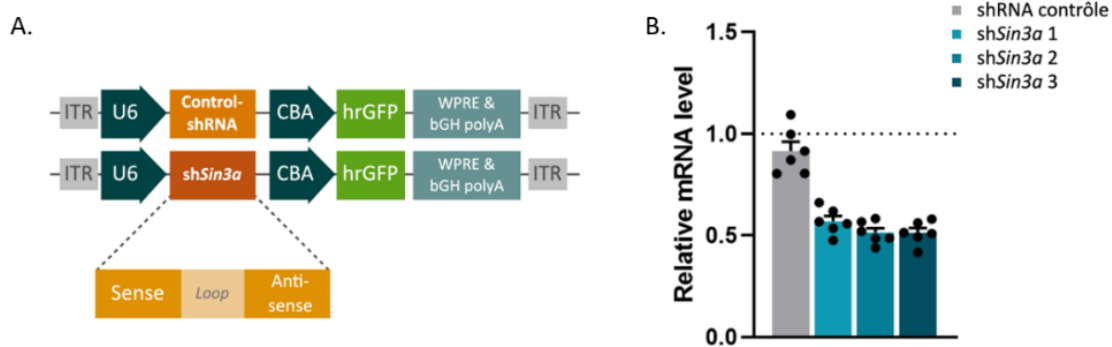 A.
ITR U6 Control-
shRNA CBA hrGFP WPRE &
bGH polyA ITR
ITR U6 shSin3a CBA hrGFP WPRE &
bGH polyA ITR
Sense Loop Anti-
sense
B.
shRNA contrôle
shSin3a 1
shSin3a 2
shSin3a 3
Relative mRNA level
1.0
0.5
0.0